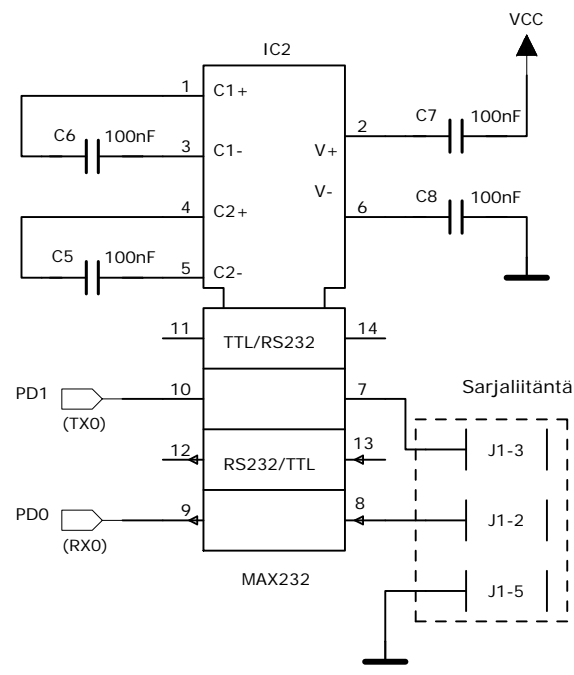 VCC
IC2
1
C1+
C6
100nF
3
C1-
2
V+
C7
100nF
V-
4
C2+
6
C8
100nF
C5
100nF
5
C2-
11
TTL/RS232
14
PD1
(TX0)
10
7
Sarjaliitäntä
12
RS232/TTL
13
J1-3
PD0
(RX0)
9
8
J1-2
MAX232
J1-5